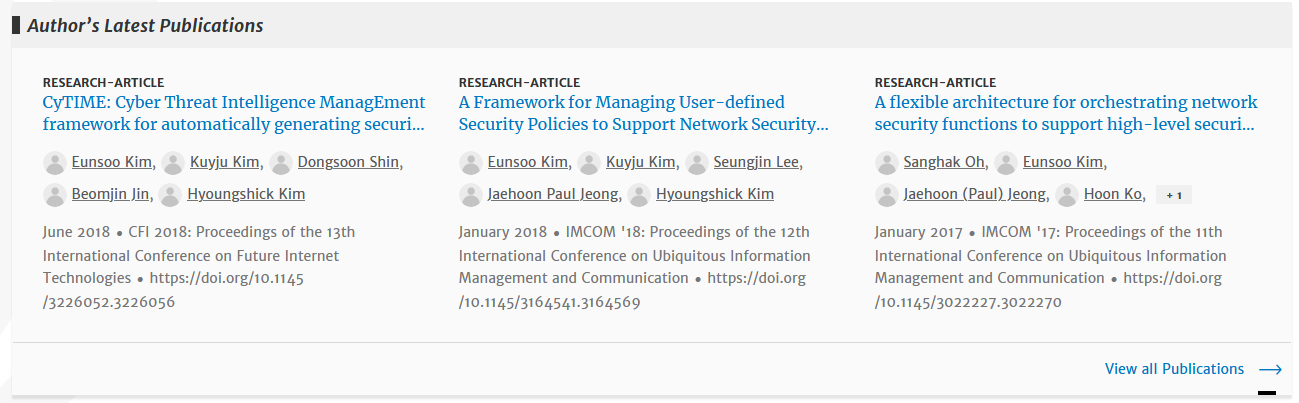 Author's Latest Publications
RESEARCH-ARTICLE
CyTIME: Cyber Threat Intelligence ManagEment
framework for automatically generating securi...
Eunsoo Kim, Kuyju Kim, Dongsoon Shin,
Beomjin Jin, Hyoungshick Kim
June 2018 • CFI 2018: Proceedings of the 13th
International Conference on Future Internet
Technologies • https://doi.org/10.1145
/3226052.3226056
RESEARCH-ARTICLE
A Framework for Managing User-defined
Security Policies to Support Network Security...
Eunsoo Kim, Kuyju Kim, Seungjin Lee,
Jaehoon Paul Jeong, Hyoungshick Kim
January 2018 • IMCOM '18: Proceedings of the 12th
International Conference on Ubiquitous Information
Management and Communication • https://doi.org
/10.1145/3164541.3164569
RESEARCH-ARTICLE
A flexible architecture for orchestrating network
security functions to support high-level securi...
Sanghak Oh, Eunsoo Kim,
Jaehoon (Paul) Jeong, Hoon Ko, + 1
January 2017 • IMCOM '17: Proceedings of the 11th
International Conference on Ubiquitous Information
Management and Communication • https://doi.org
/10.1145/3022227.3022270
View all Publications